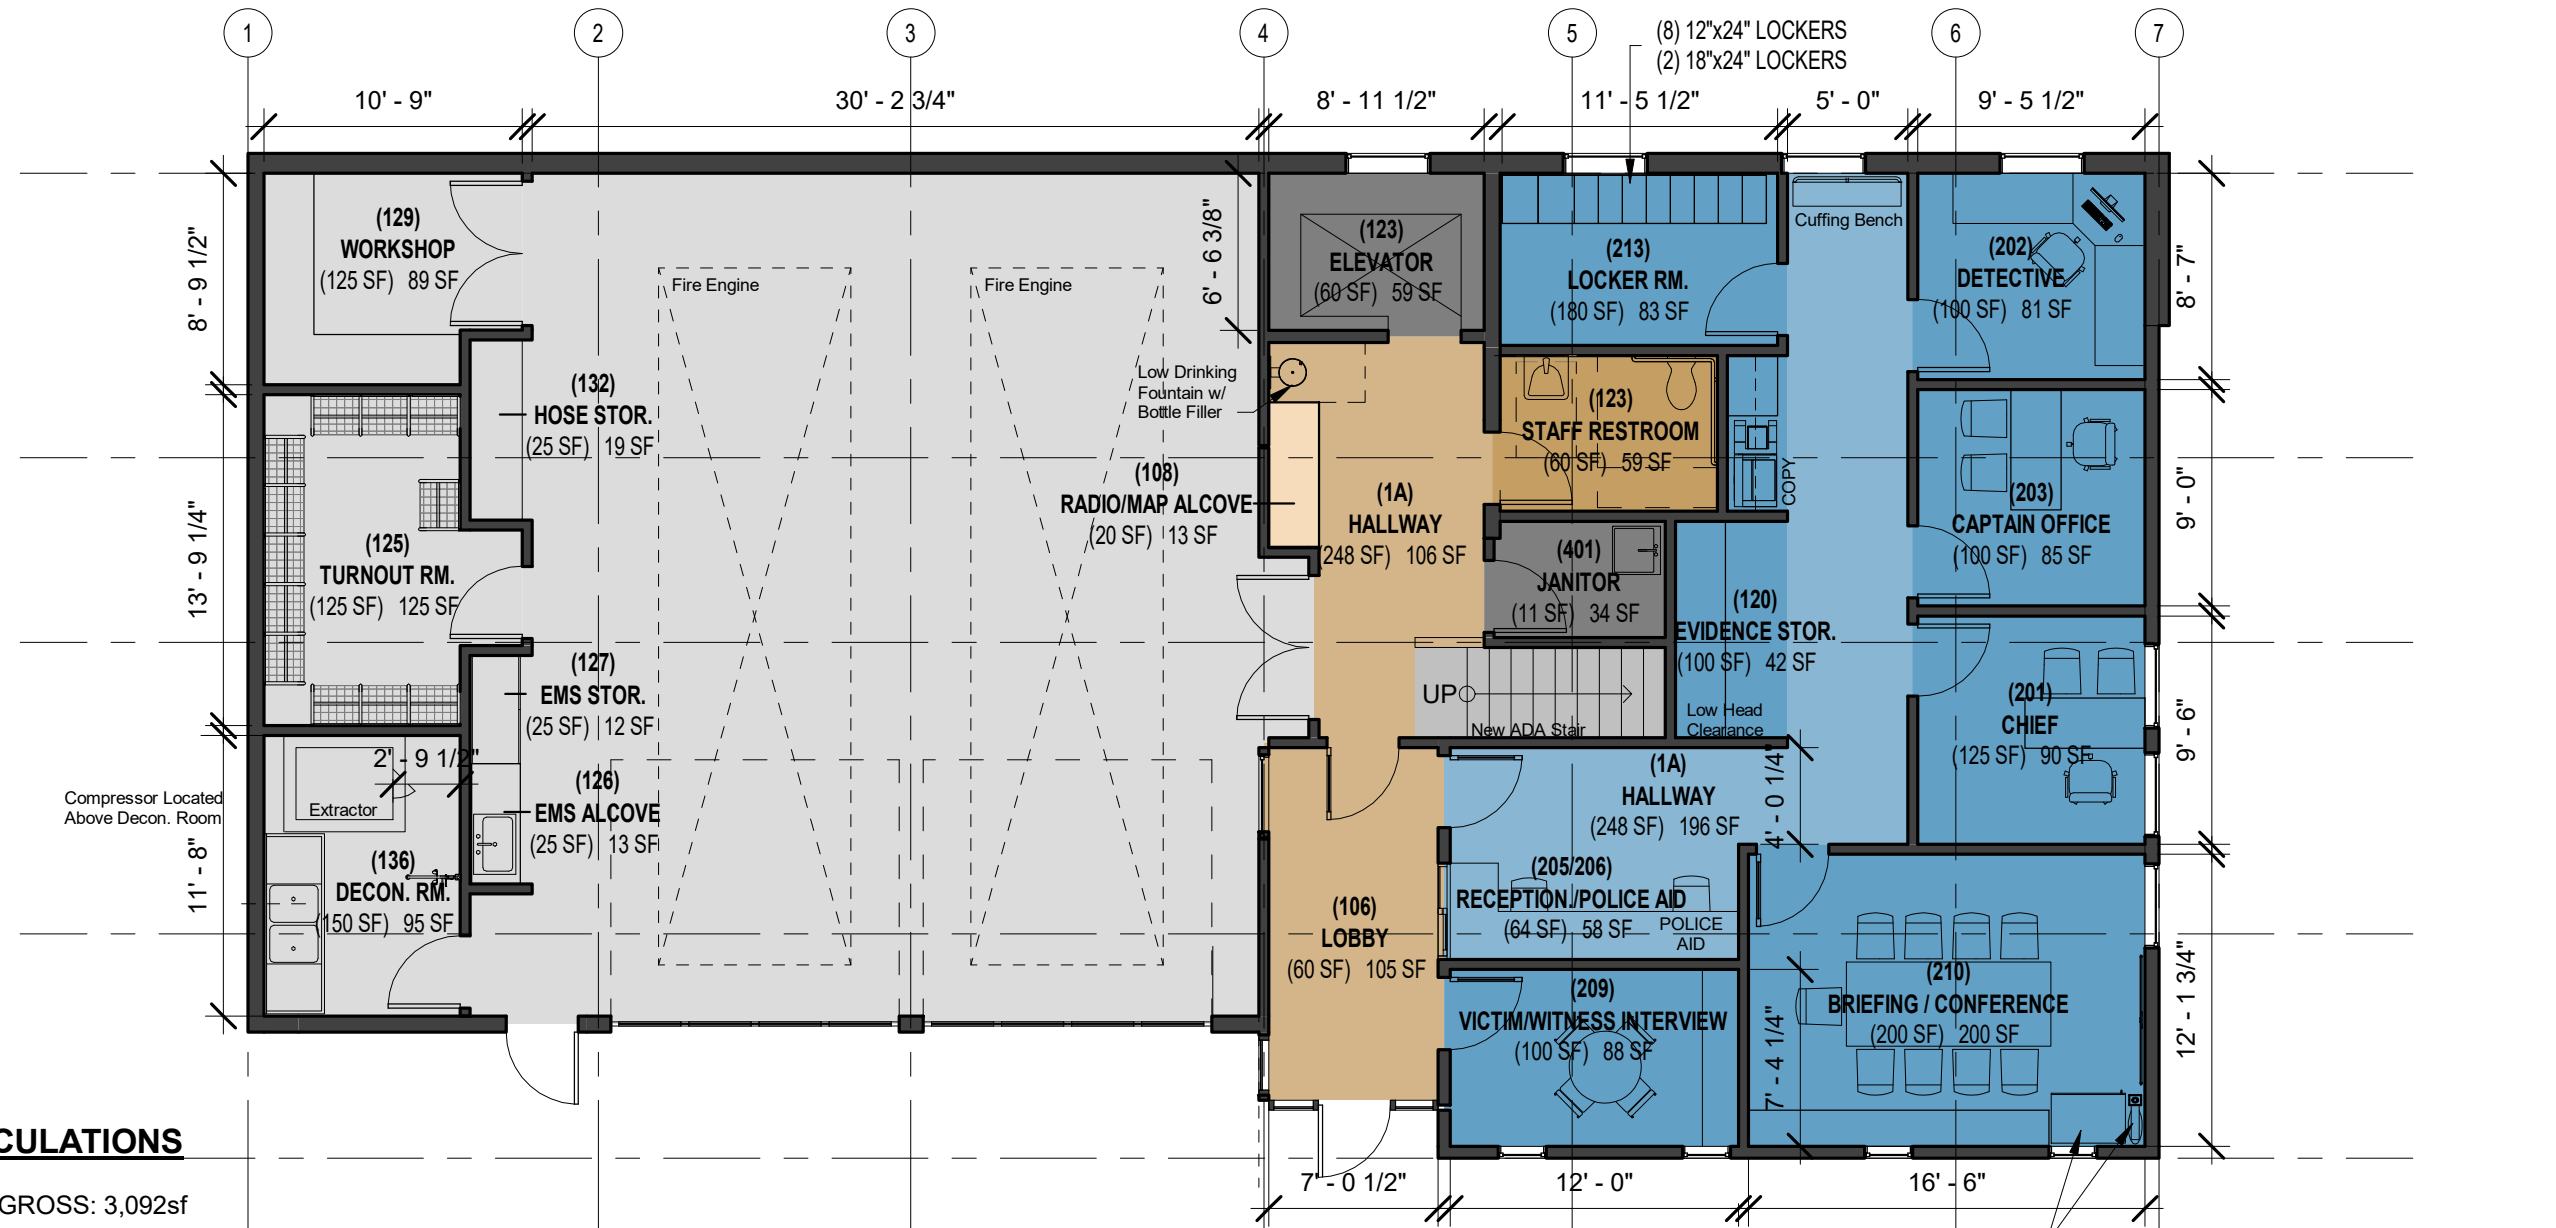 1
2
3
4
5
6
7
(8) 12"x24" LOCKERS
(2) 18"x24" LOCKERS
10' - 9"
30' - 2 3/4"
8' - 11 1/2"
11' - 5 1/2"
5' - 0"
9' - 5 1/2"
8' - 9 1/2"
13' - 9 1/4"
11' - 8"
(129)
WORKSHOP
(125 SF) 89 SF
(132)
HOSE STOR.
(25 SF) 19 SF
(125)
TURNOUT RM.
(125 SF) 125 SF
(127)
EMS STOR.
(25 SF) 12 SF
(126)
EMS ALCOVE
(25 SF) 13 SF
2' - 9 1/2"
Extractor
Compressor Located
Above Decon. Room
(136)
DECON. RM.
(150 SF) 95 SF
Fire Engine
Fire Engine
6' - 6 3/8"
Low Drinking
Fountain w/
Bottle Filler
(108)
RADIO/MAP ALCOVE
(20 SF) 13 SF
(123)
ELEVATOR
(60 SF) 59 SF
(1A)
HALLWAY
(248 SF) 106 SF
(213)
LOCKER RM.
(180 SF) 83 SF
(123)
STAFF RESTROOM
(60 SF) 59 SF
COPY
(401)
JANITOR
(11 SF) 34 SF
UP
New ADA Stair
(120)
EVIDENCE STOR.
(100 SF) 42 SF
Low Head
Clearance
Cuffing Bench
(202)
DETECTIVE
(100 SF) 81 SF
(203)
CAPTAIN OFFICE
(100 SF) 85 SF
(201)
CHIEF
(125 SF) 90 SF
8' - 7"
9' - 0"
9' - 6"
12' - 1 3/4"
(1A)
HALLWAY
(248 SF) 196 SF
4' - 0 1/4"
(205/206)
RECEPTION./POLICE AID
(64 SF) 58 SF
POLICE
AID
(106)
LOBBY
(60 SF) 105 SF
(209)
VICTIM/WITNESS INTERVIEW
(100 SF) 88 SF
7' - 4 1/4"
(210)
BRIEFING / CONFERENCE
(200 SF) 200 SF
7' - 0 1/2"
12' - 0"
16' - 6"
CULATIONS
GROSS: 3,092sf